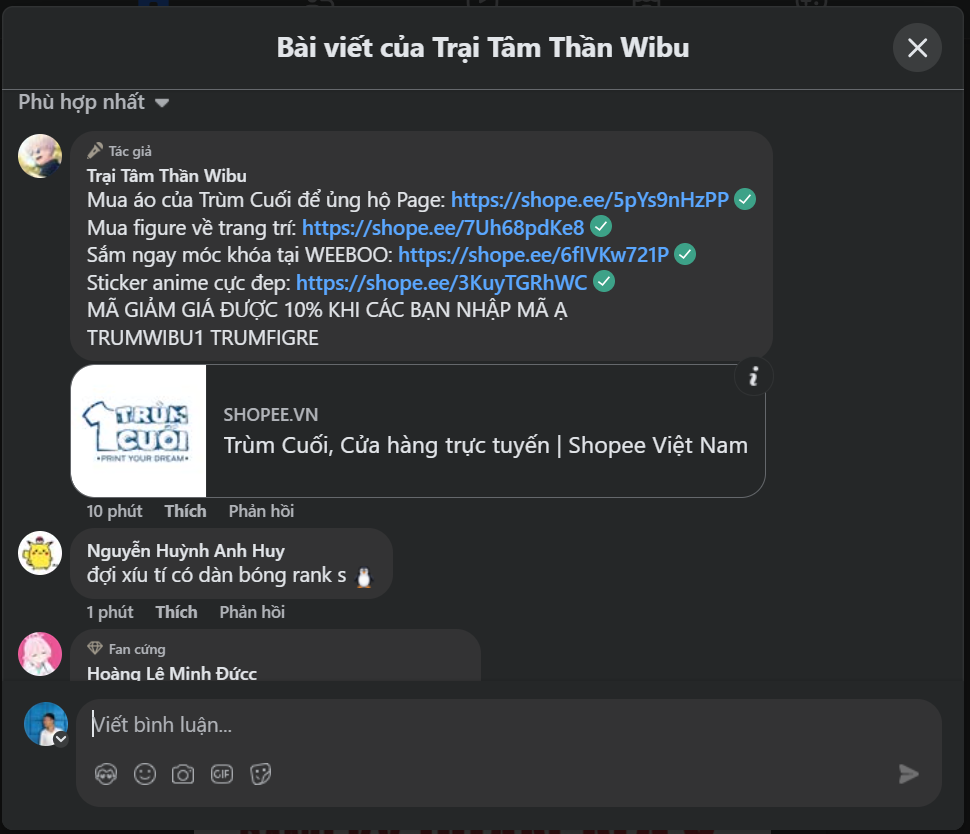 Bài viết của Trại Tâm Thần Wibu
Phù hợp nhất
Tác giả
Trại Tâm Thần Wibu
Mua áo của Trùm Cuối để ủng hộ Page: https://shope.ee/5pYs9nHzPP
Mua figure về trang trí: https://shope.ee/7Uh68pdKe8
Sắm ngay móc khóa tại WEEBOO: https://shope.ee/6fIVKw721P
Sticker anime cực đẹp: https://shope.ee/3KuyTGRhWC
MÃ GIẢM GIÁ ĐƯỢC 10% KHI CÁC BẠN NHẬP MÃ Ạ
TRUMWIBU1 TRUMFIGRE
TRÙM
CUỐI
•PRINT YOUR DREAM•
SHOPEE.VN
Trùm Cuối, Cửa hàng trực tuyến | Shopee Việt Nam
10 phút Thích Phản hồi
Nguyễn Huỳnh Anh Huy
đợi xíu tí có dàn bóng rank s 🐧
1 phút Thích Phản hồi
Fan cứng
Hoàng Lê Minh Đứcc
Viết bình luận...
GIF